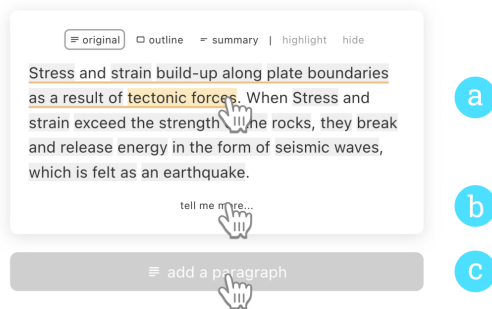 original outline summary | highlight hide
Stress and strain build-up along plate boundaries
as a result of tectonic forces. When Stress and
strain exceed the strength rocks, they break
and release energy in the form of seismic waves,
which is felt as an earthquake.
tell me more...
add a paragraph
a
b
c